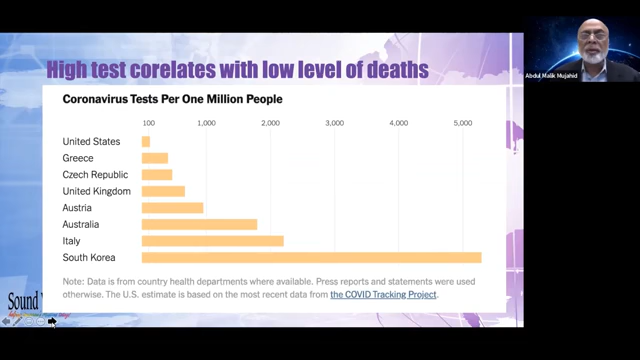 High test corelates with low level of deaths
Abdul Malik Mujahid
Coronavirus Tests Per One Million People
100 1,000 2,000 3,000 4,000 5,000
United States
Greece
Czech Republic
United Kingdom
Austria
Australia
Italy
South Korea
Note: Data is from country health departments where available. Press reports and statements were used
otherwise. The U.S. estimate is based on the most recent data from the COVID Tracking Project.
Sound